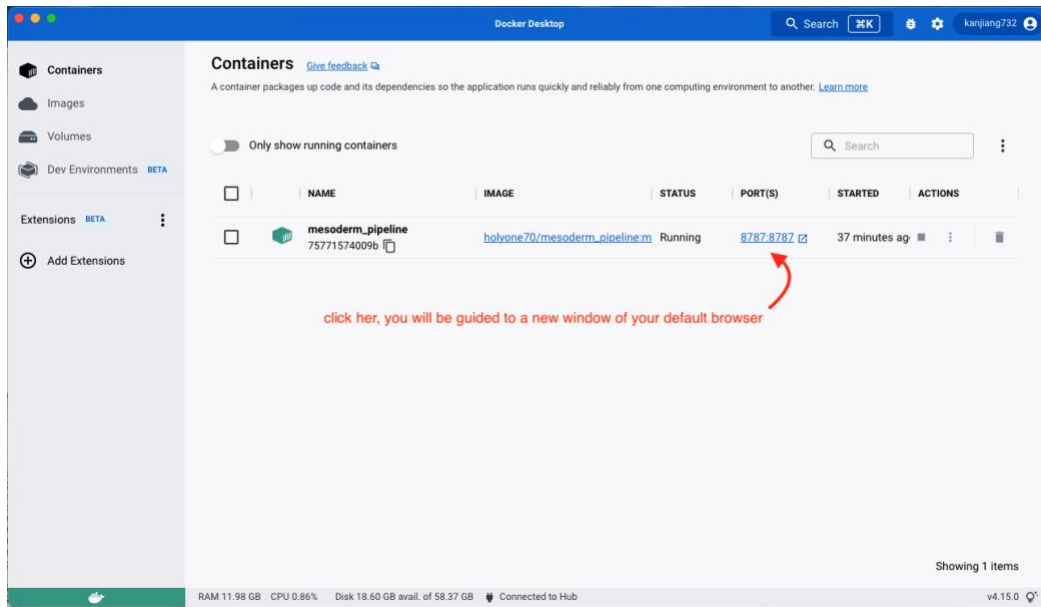 Docker Desktop
Search ⌘K
kanjiang732
Containers
Images
Volumes
Dev Environments BETA
Extensions BETA
Add Extensions
Containers Give feedback
A container packages up code and its dependencies so the application runs quickly and reliably from one computing environment to another. Learn more
Only show running containers
Search
NAME IMAGE STATUS PORT(S) STARTED ACTIONS
mesoderm_pipeline
75771574009b
holyone70/mesoderm_pipeline:m Running 8787:8787 37 minutes ag
click her, you will be guided to a new window of your default browser
Showing 1 items
RAM 11.98 GB CPU 0.86% Disk 18.60 GB avail. of 58.37 GB Connected to Hub v4.15.0